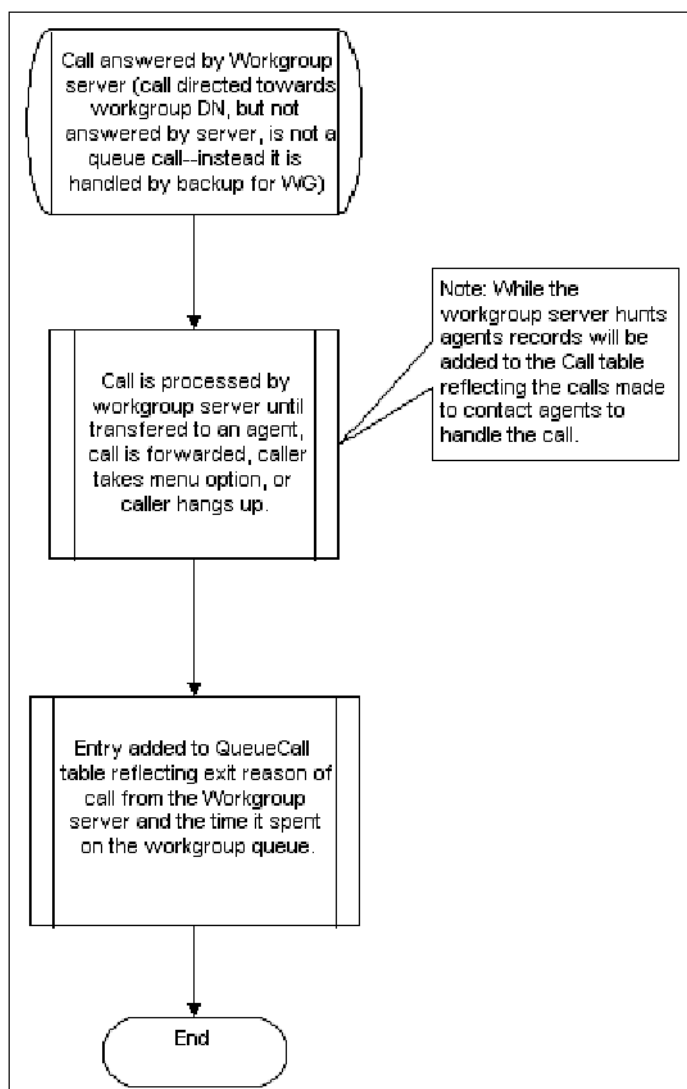 Call answered by Workgroup
server (call directed towards
workgroup DN, but not
answered by server, is not a
queue call--instead it is
handled by backup for WG)
Note: While the
workgroup server hunts
agents records will be
added to the Call table
reflecting the calls made
to contact agents to
handle the call.
Call is processed by
workgroup server until
transfered to an agent,
call is forwarded, caller
takes menu option, or
caller hangs up.
Entry added to QueueCall
table reflecting exit reason of
call from the Workgroup
server and the time it spent
on the workgroup queue.
End